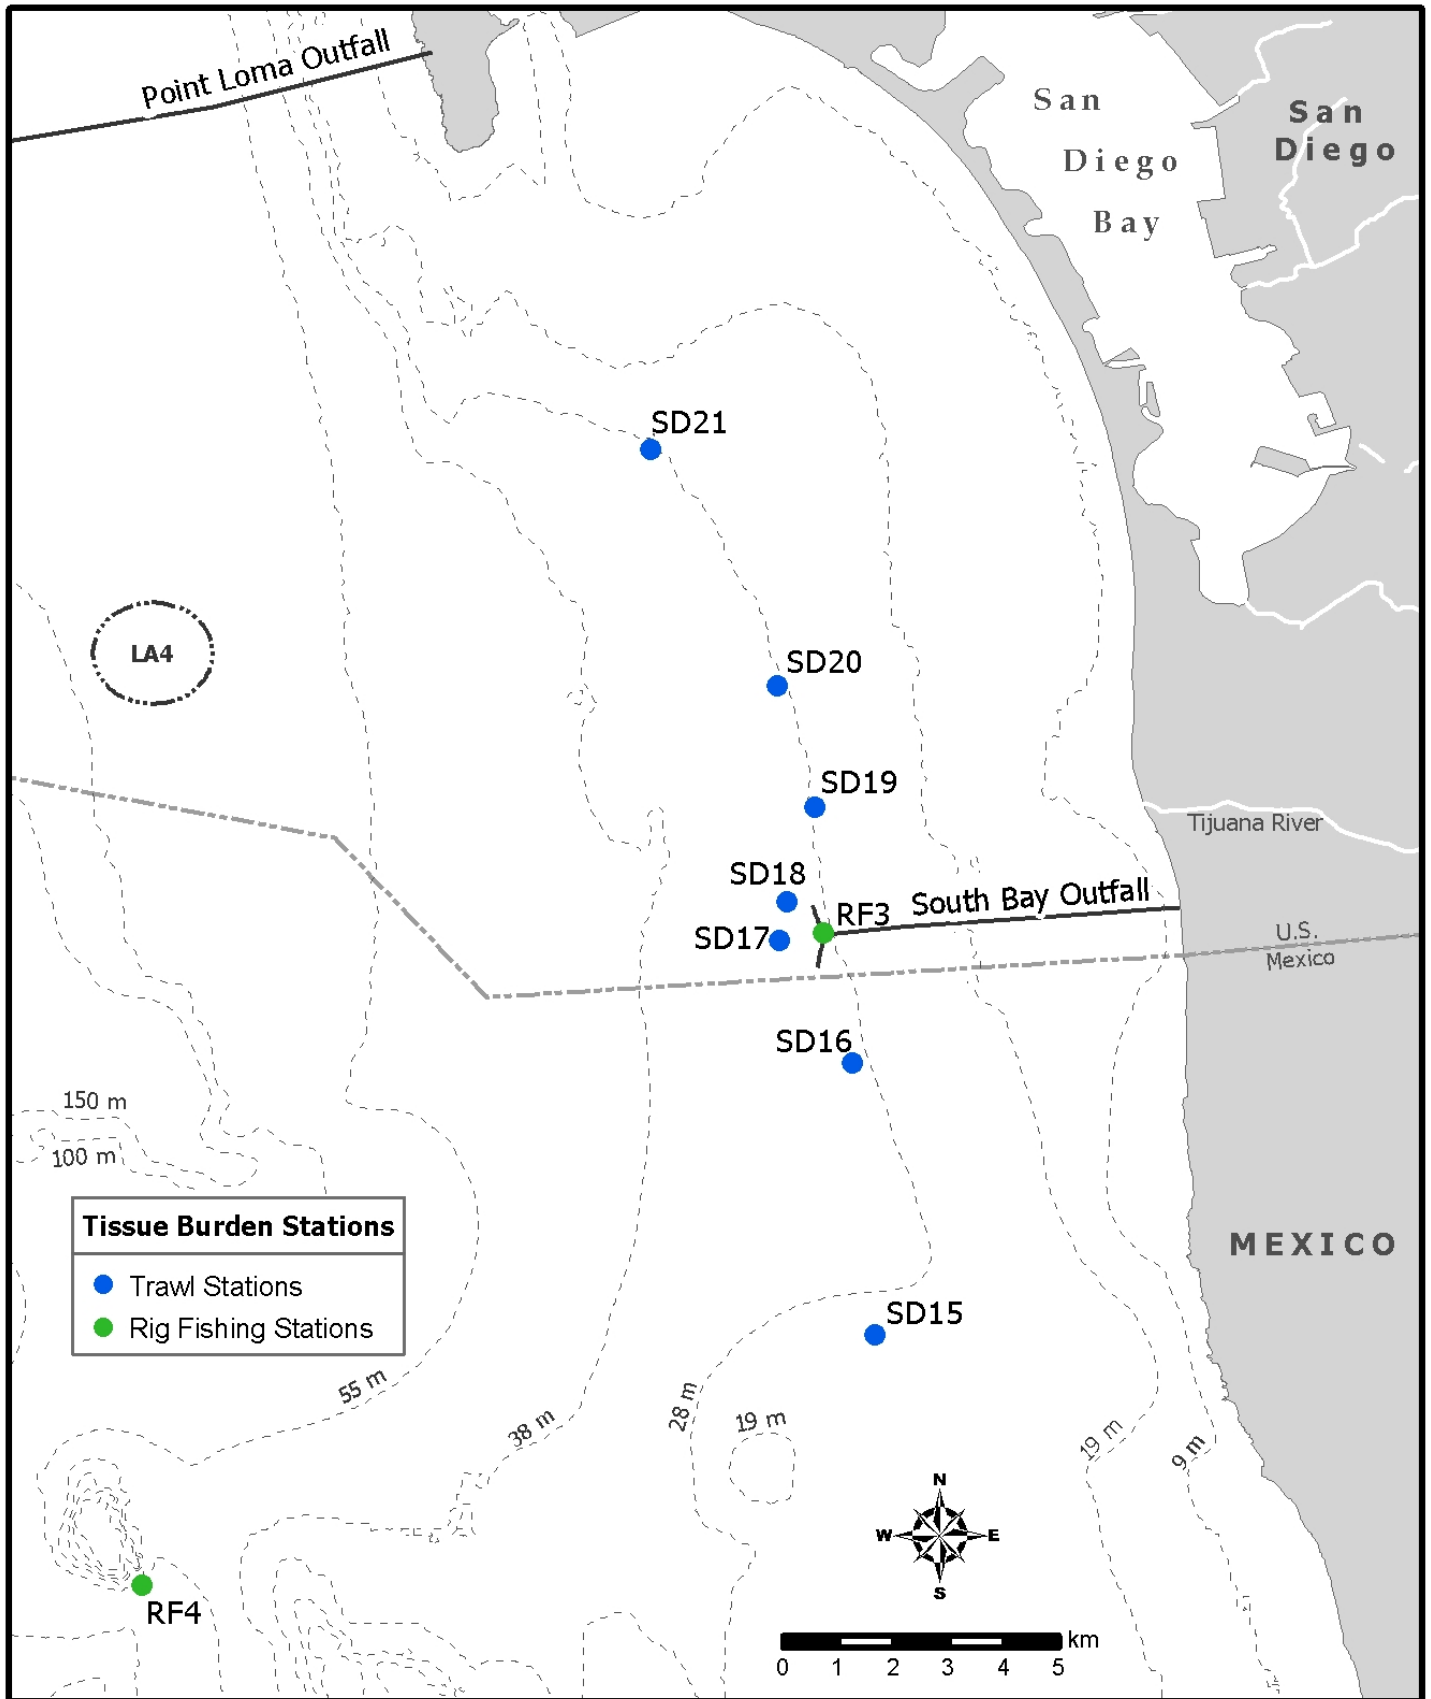 Point Loma Outfall
San
Diego
Bay
San
Diego
SD21
LA4
SD20
SD19
Tijuana River
SD18
RF3
South Bay Outfall
SD17
U.S.
Mexico
SD16
150 m
100 m
Tissue Burden Stations
Trawl Stations
Rig Fishing Stations
MEXICO
SD15
55 m
38 m
28 m
19 m
19 m
9 m
N
W
E
S
RF4
km
0 1 2 3 4 5